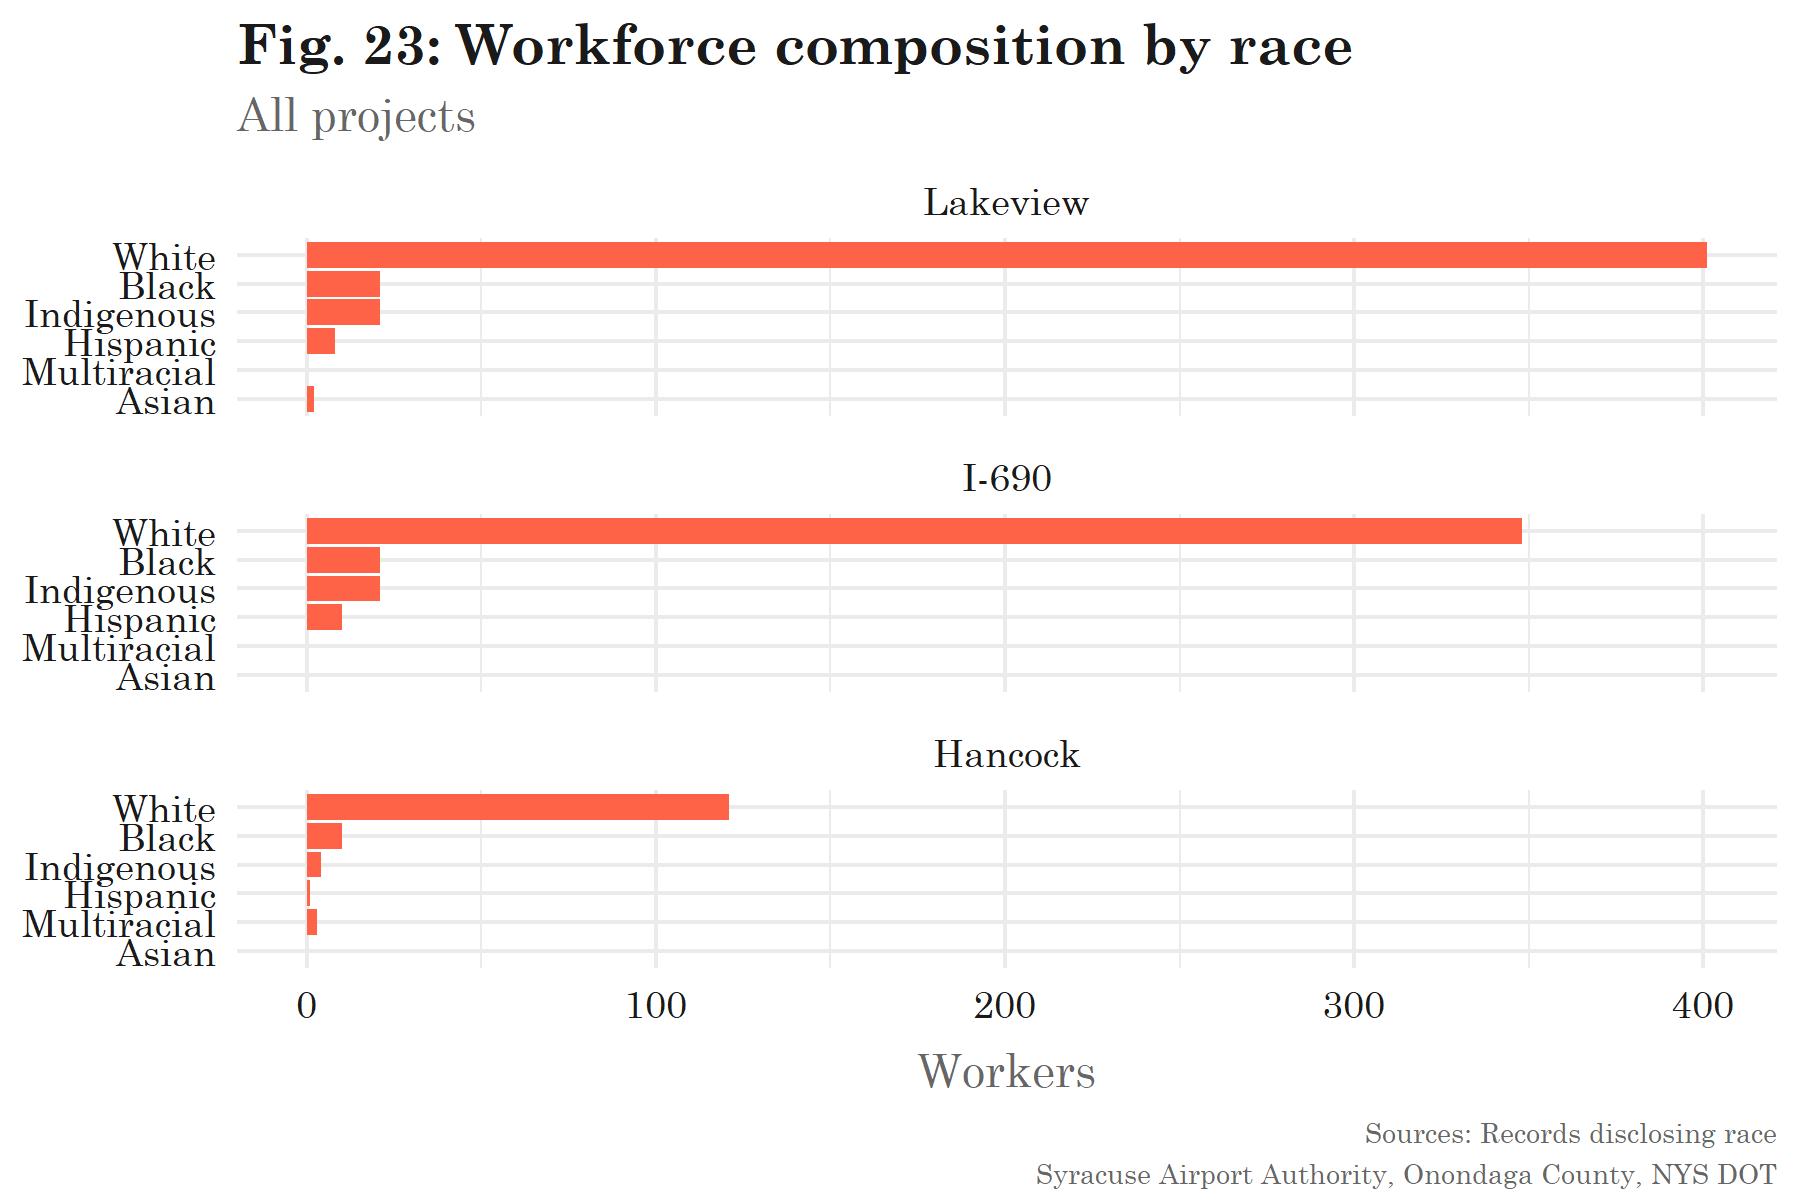 Fig. 23: Workforce composition by race
All projects
Lakeview
White
Black
Indigenous
Hispanic
Multiracial
Asian
I-690
White
Black
Indigenous
Hispanic
Multiracial
Asian
Hancock
White
Black
Indigenous
Hispanic
Multiracial
Asian
0 100 200 300 400
Workers
Sources: Records disclosing race
Syracuse Airport Authority, Onondaga County, NYS DOT